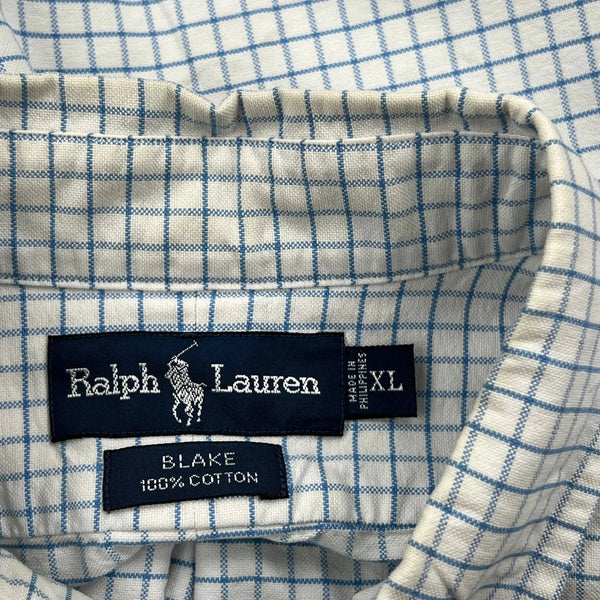 Ralph Lauren
MADE IN
PHILIPPINES
XL
BLAKE
100% COTTON